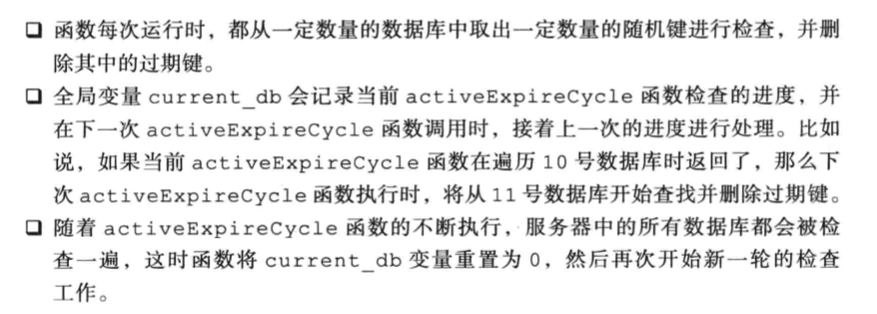 ❑ 函数每次运行时，都从一定数量的数据库中取出一定数量的随机键进行检查，并删
除其中的过期键。
❑ 全局变量 current_db 会记录当前 activeExpireCycle 函数检查的进度，并
在下一次 activeExpireCycle 函数调用时，接着上一次的进度进行处理。比如
说，如果当前 activeExpireCycle 函数在遍历 10 号数据库时返回了，那么下
次 activeExpireCycle 函数执行时，将从 11 号数据库开始查找并删除过期键。
❑ 随着 activeExpireCycle 函数的不断执行，服务器中的所有数据库都会被检
查一遍，这时函数将 current_db 变量重置为 0，然后再次开始新一轮的检查
工作。